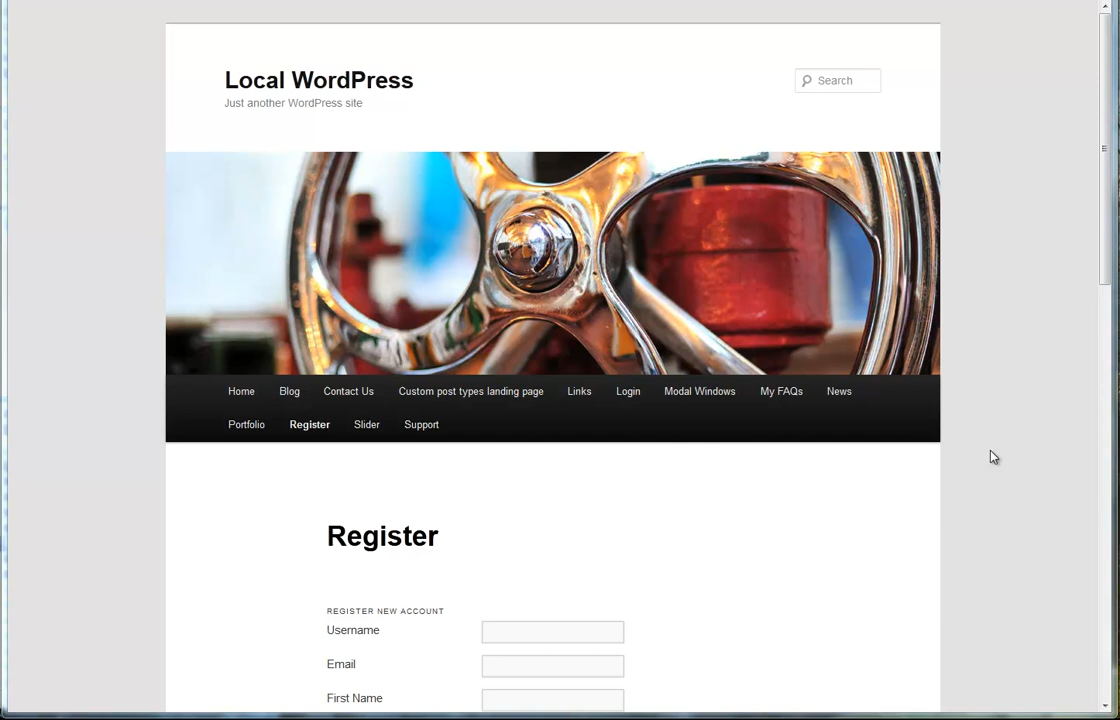 Local WordPress
Just another WordPress site
Search
Home Blog Contact Us Custom post types landing page Links Login Modal Windows My FAQs News
Portfolio Register Slider Support
Register
REGISTER NEW ACCOUNT
Username
Email
First Name